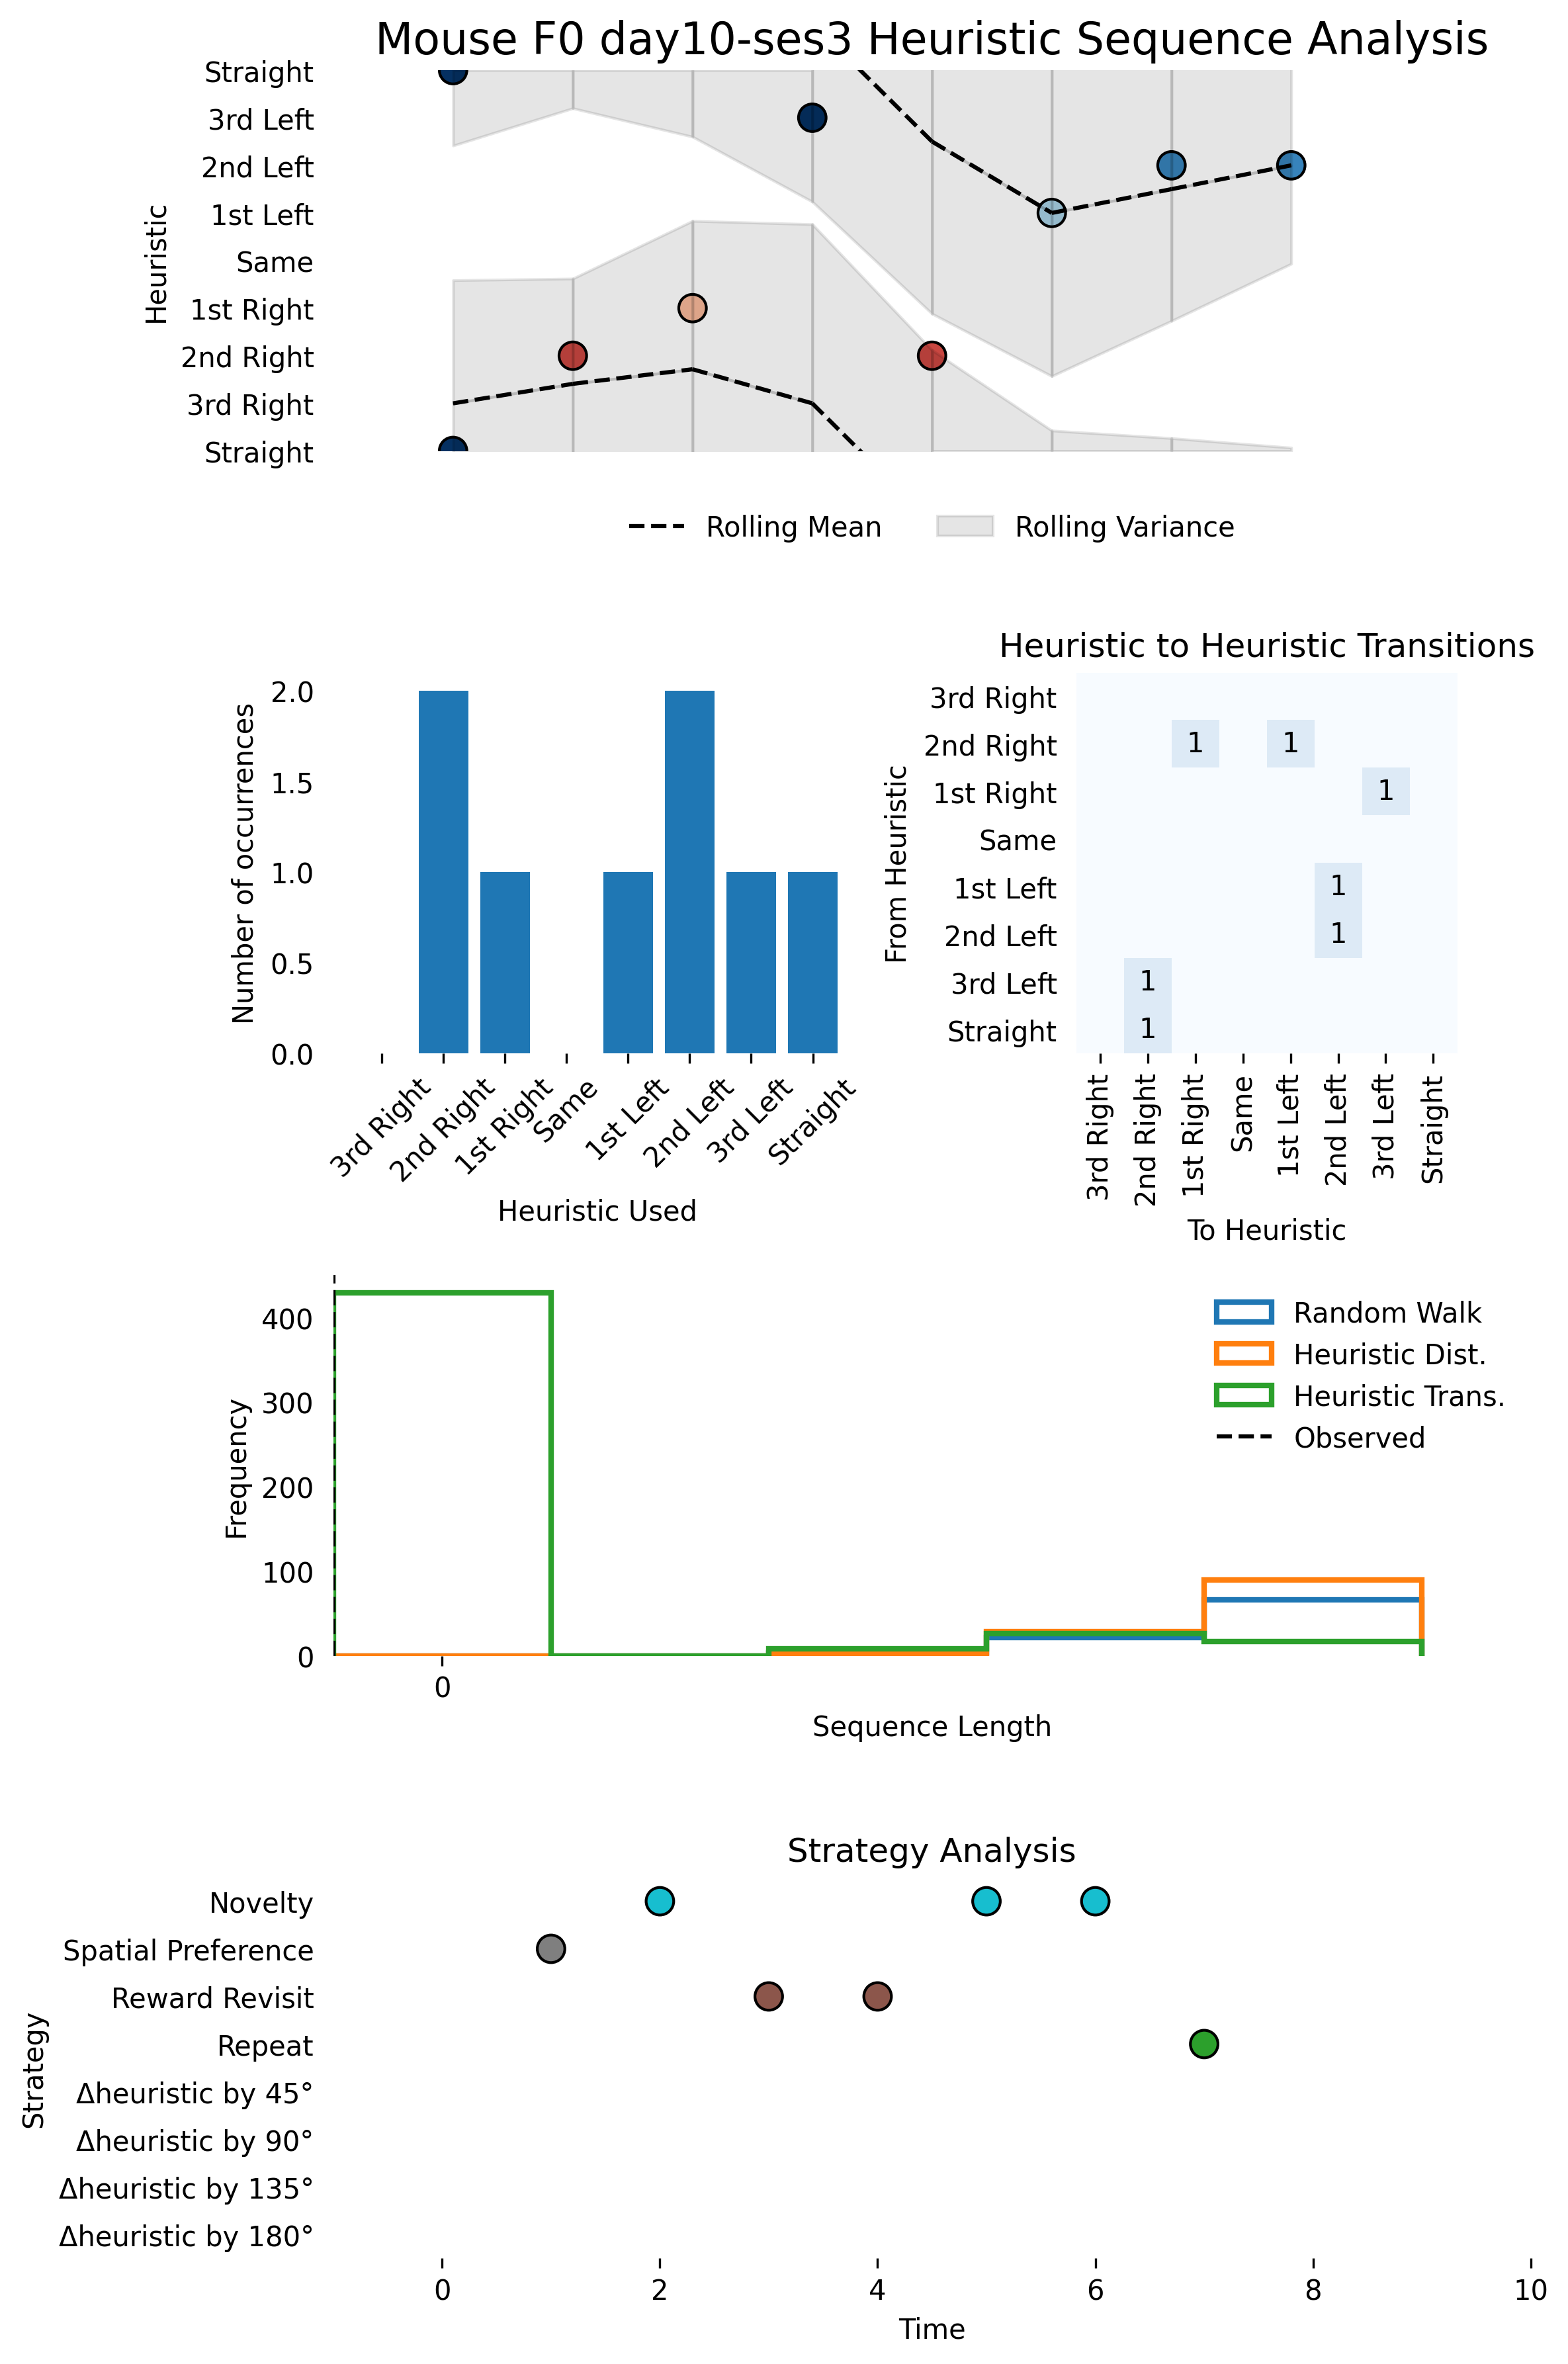 Mouse F0 day10-ses3 Heuristic Sequence Analysis
Straight
3rd Left
2nd Left
1st Left
Same
1st Right
2nd Right
3rd Right
Straight
Heuristic
Rolling Mean
Rolling Variance
2.0
1.5
1.0
0.5
0.0
Number of occurrences
3rd Right
2nd Right
1st Right
Same
1st Left
2nd Left
3rd Left
Straight
Heuristic Used
Heuristic to Heuristic Transitions
3rd Right
2nd Right
1st Right
Same
1st Left
2nd Left
3rd Left
Straight
From Heuristic
1 1
1
1
1
1
1
3rd Right
2nd Right
1st Right
Same
1st Left
2nd Left
3rd Left
Straight
To Heuristic
400
300
200
100
0
Frequency
0
Sequence Length
Random Walk
Heuristic Dist.
Heuristic Trans.
Observed
Strategy Analysis
Novelty
Spatial Preference
Reward Revisit
Repeat
Δheuristic by 45°
Δheuristic by 90°
Δheuristic by 135°
Δheuristic by 180°
Strategy
0 2 4 6 8 10
Time